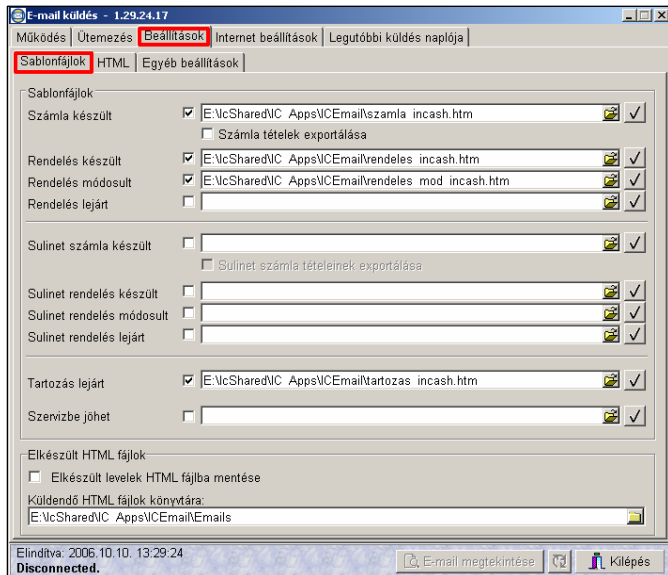 E-mail küldés - 1.29.24.17
Működés Ütemezés Beállítások Internet beállítások Legutóbbi küldés naplója
Sablonfájlok HTML Egyéb beállítások
Sablonfájlok
Számla készült E:\IcShared\IC Apps\ICEmail\szamla incash.htm
Számla tételek exportálása
Rendelés készült E:\IcShared\IC Apps\ICEmail\rendeles incash.htm
Rendelés módosult E:\IcShared\IC Apps\ICEmail\rendeles mod incash.htm
Rendelés lejárt
Sulinet számla készült
Sulinet számla tételeinek exportálása
Sulinet rendelés készült
Sulinet rendelés módosult
Sulinet rendelés lejárt
Tartozás lejárt E:\IcShared\IC Apps\ICEmail\tartozas incash.htm
Szervizbe jöhet
Elkészült HTML fájlok
Elkészült levelek HTML fájlba mentése
Küldendő HTML fájlok könyvtára:
E:\IcShared\IC Apps\ICEmail\Emails
Elindítva: 2006.10.10. 13:29:24
Disconnected.
E-mail megtekintése Kilépés